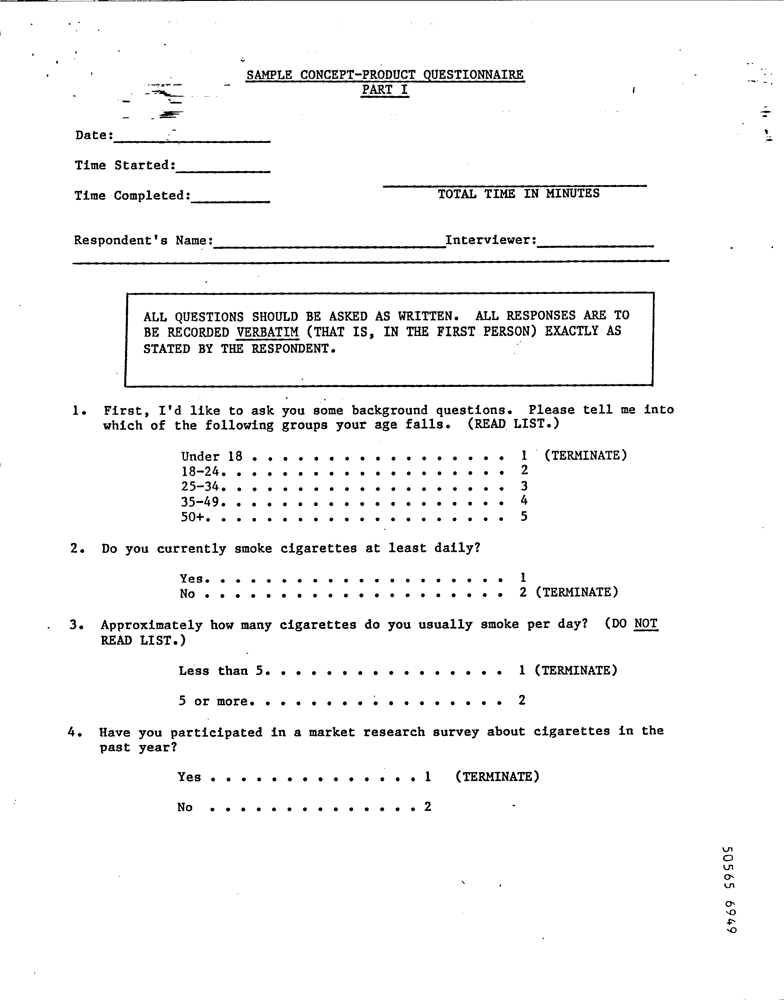 SAMPLE CONCEPT-PRODUCT QUESTIONNAIRE
PART I
Date:
Time Started:
Time Completed:
TOTAL TIME IN MINUTES
Respondent's Name: Interviewer:
ALL QUESTIONS SHOULD BE ASKED AS WRITTEN. ALL RESPONSES ARE TO
BE RECORDED VERBATIM (THAT IS, IN THE FIRST PERSON) EXACTLY AS
STATED BY THE RESPONDENT.
1. First, I'd like to ask you some background questions. Please tell me into
which of the following groups your age falls. (READ LIST.)
Under 18 . . . . . . . . . . . . . . . . . 1 (TERMINATE)
18-24. . . . . . . . . . . . . . . . . . . 2
25-34. . . . . . . . . . . . . . . . . . . 3
35-49. . . . . . . . . . . . . . . . . . . 4
50+. . . . . . . . . . . . . . . . . . . . 5
2. Do you currently smoke cigarettes at least daily?
Yes. . . . . . . . . . . . . . . . . . . . 1
No . . . . . . . . . . . . . . . . . . . . 2 (TERMINATE)
3. Approximately how many cigarettes do you usually smoke per day? (DO NOT
READ LIST.)
Less than 5. . . . . . . . . . . . . . . . 1 (TERMINATE)
5 or more. . . . . . . . . . . . . . . . . 2
4. Have you participated in a market research survey about cigarettes in the
past year?
Yes . . . . . . . . . . . . . . 1 (TERMINATE)
No . . . . . . . . . . . . . . 2
50565 6949